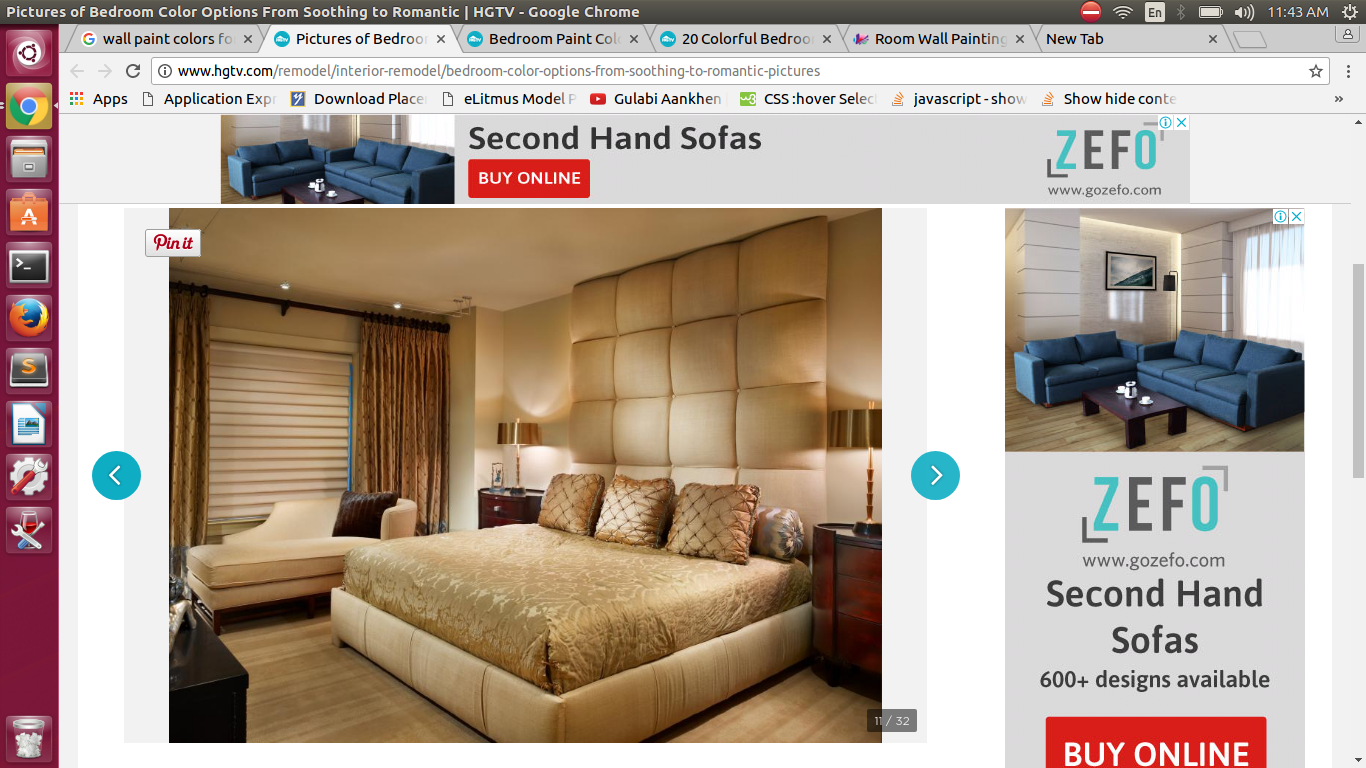 Pictures of Bedroom Color Options From Soothing to Romantic | HGTV - Google Chrome
En
11:43 AM
wall paint colors fo
Pictures of Bedroo
Bedroom Paint Col
20 Colorful Bedroo
Room Wall Painting
New Tab
www.hgtv.com/remodel/interior-remodel/bedroom-color-options-from-soothing-to-romantic-pictures
Apps
Application Expr
Download Place
eLitmus Model P
Gulabi Aankhen
CSS :hover Selec
javascript - show
Show hide conte
»
Second Hand Sofas
BUY ONLINE
ZEFO
www.gozefo.com
Pin it
11 / 32
ZEFO
www.gozefo.com
Second Hand
Sofas
600+ designs available
BUY ONLINE